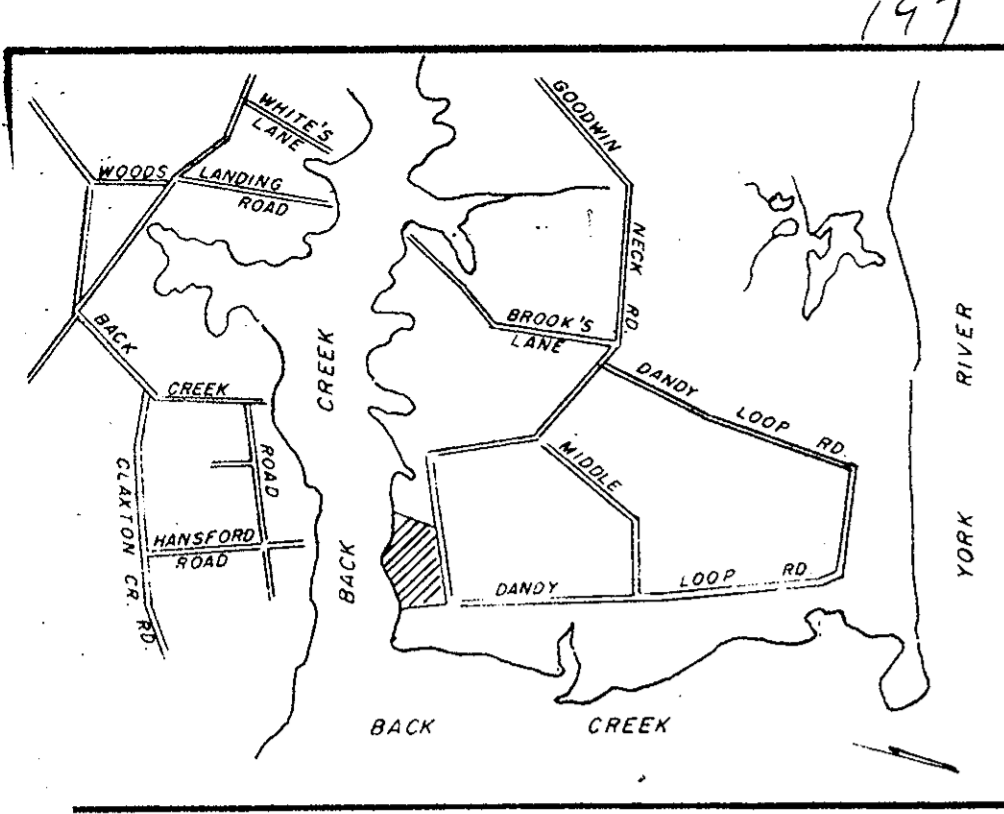 197
WHITE'S
LANE
WOODS LANDING
ROAD
GOODWIN
NECK
RD.
BROOK'S
LANE
BACK
CREEK
ROAD
CLAXTON CR. RD.
HANSFORD
ROAD
BACK CREEK
DANDY
LOOP
RD.
MIDDLE
DANDY
LOOP
RD.
YORK RIVER
BACK CREEK